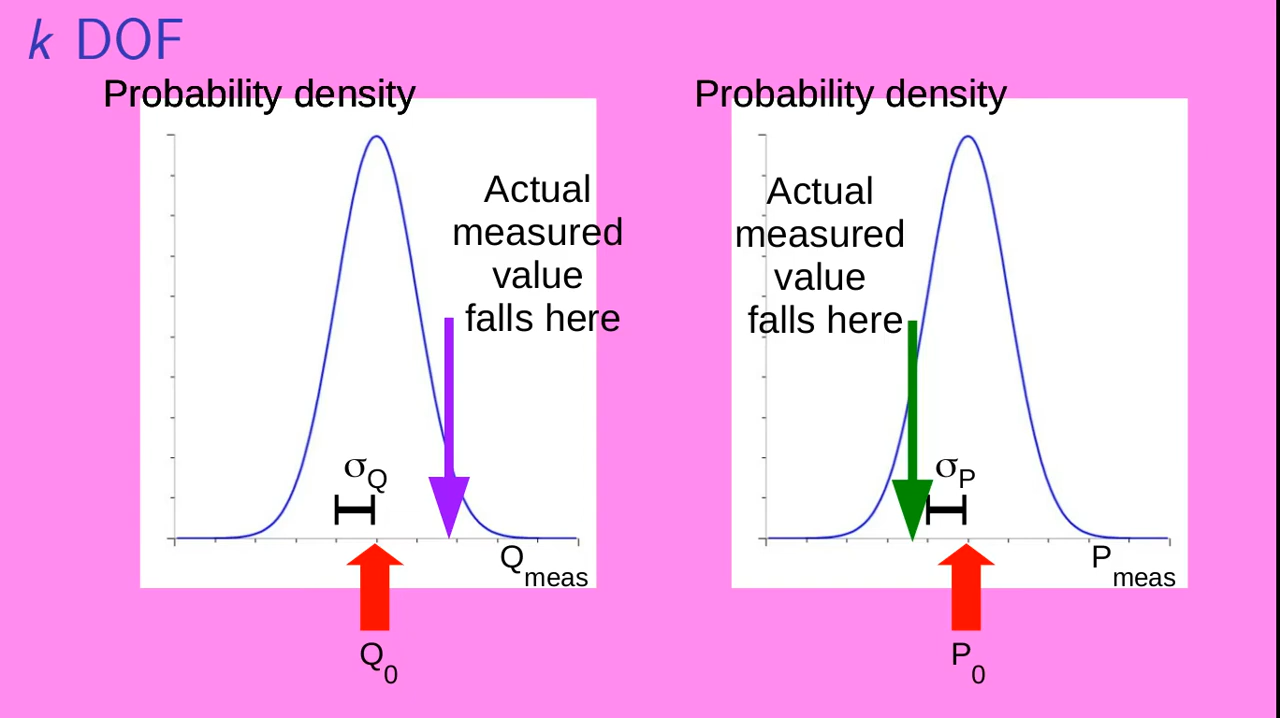 k DOF
Probability density
Actual
measured
value
falls here
σQ
Qmeas
Q0
Probability density
Actual
measured
value
falls here
σP
Pmeas
P0